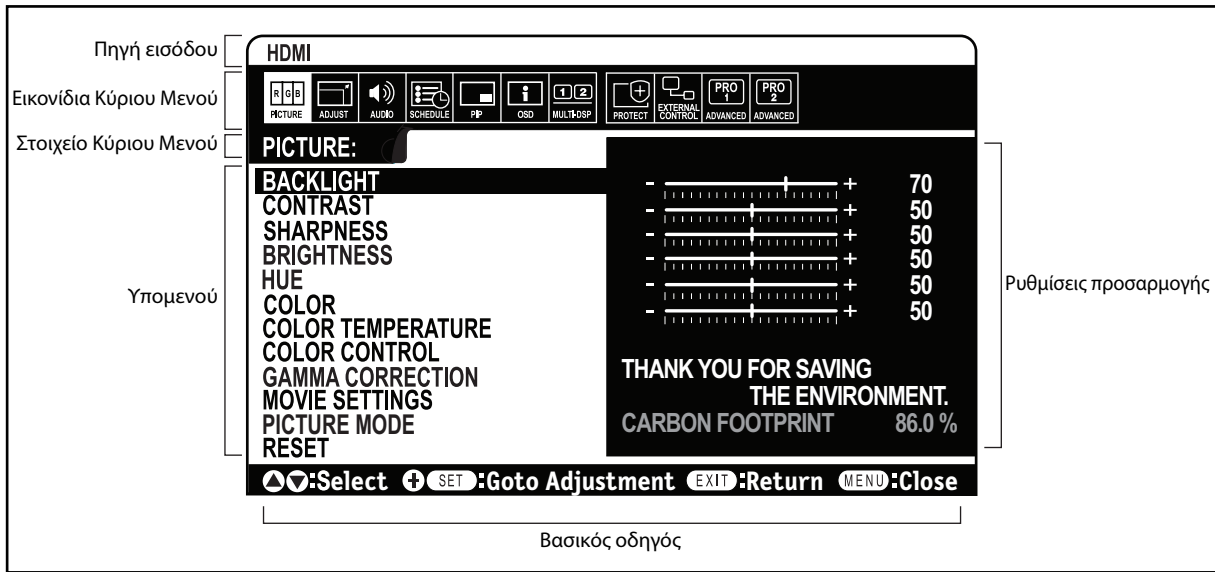 Πηγή εισόδου
HDMI
Εικονίδια Κύριου Μενού
R G B
PICTURE
ADJUST
AUDIO
SCHEDULE
PIP
i
OSD
1 2
MULTI-DSP
PROTECT
EXTERNAL
CONTROL
PRO
1
ADVANCED
PRO
2
ADVANCED
Στοιχείο Κύριου Μενού
PICTURE:
Υπομενού
BACKLIGHT - + 70
CONTRAST - + 50
SHARPNESS - + 50
BRIGHTNESS - + 50
HUE - + 50
COLOR - + 50
COLOR TEMPERATURE
COLOR CONTROL
GAMMA CORRECTION
MOVIE SETTINGS
PICTURE MODE
RESET
THANK YOU FOR SAVING
THE ENVIRONMENT.
CARBON FOOTPRINT 86.0 %
Ρυθμίσεις προσαρμογής
:Select + SET :Goto Adjustment EXIT :Return MENU :Close
Βασικός οδηγός